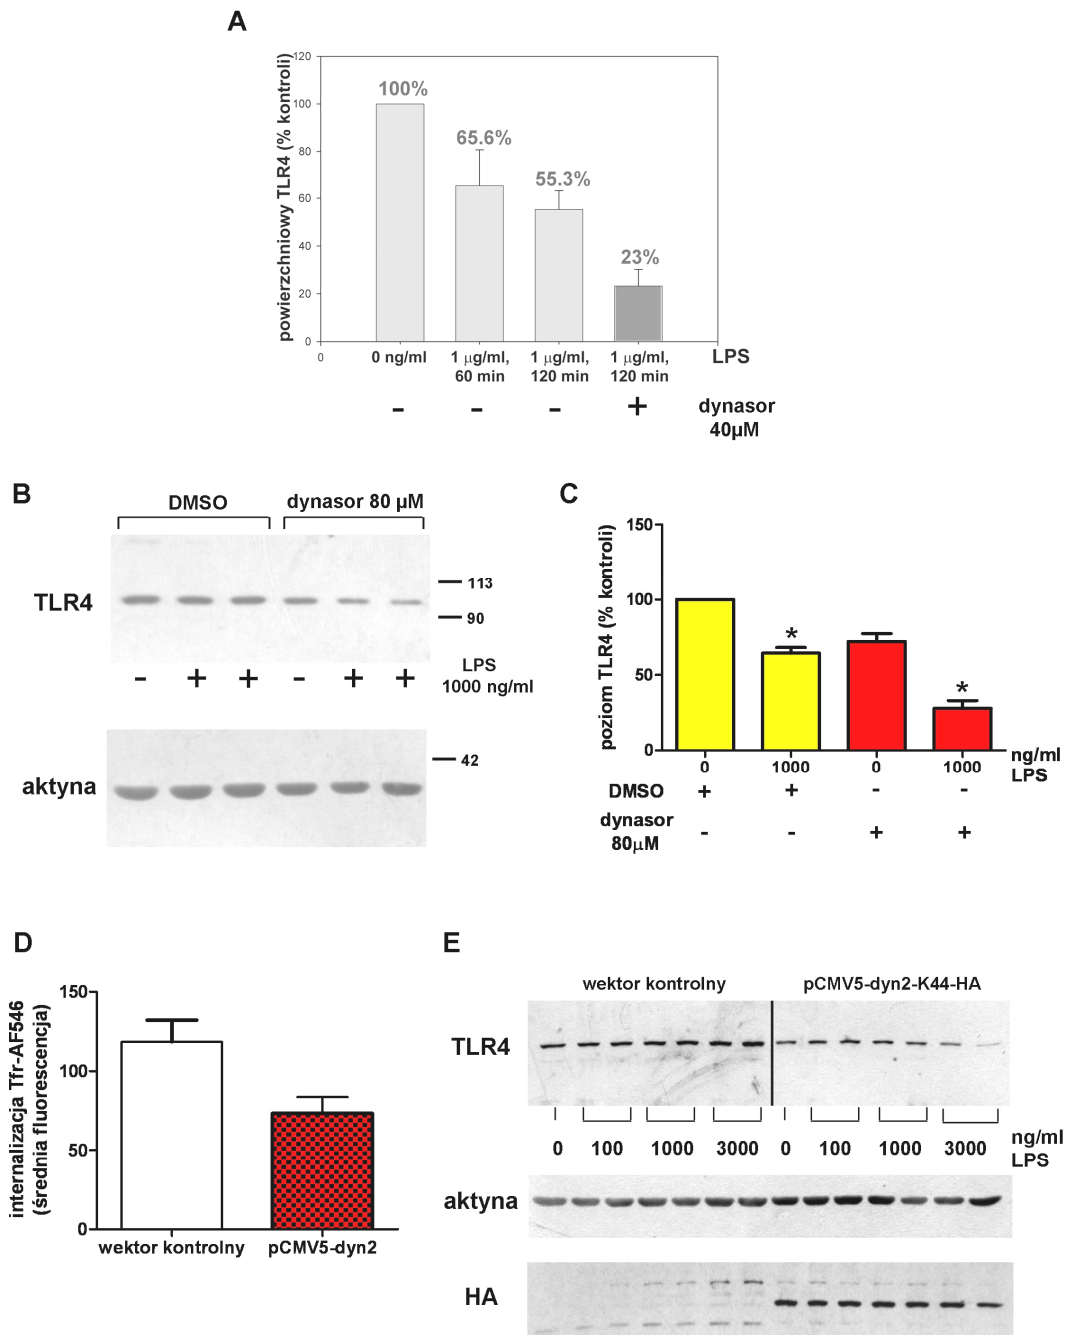 A
powierzchniowy TLR4 (% kontroli)
120
100
80
60
40
20
0
0
100%
65.6%
55.3%
23%
0 ng/ml
1 µg/ml,
60 min
1 µg/ml,
120 min
1 µg/ml,
120 min
LPS
- - - +
dynasor
40µM
B
DMSO
dynasor 80 µM
TLR4
113
90
- + + - + +
LPS
1000 ng/ml
42
aktyna
C
poziom TLR4 (% kontroli)
150
100
50
0
*
*
0 1000 0 1000
ng/ml
LPS
DMSO + + - -
dynasor
80µM
- - + +
D
internalizacja Tfr-AF546
(średnia fluorescencja)
150
100
50
0
wektor kontrolny
pCMV5-dyn2
E
wektor kontrolny
pCMV5-dyn2-K44-HA
TLR4
0 100 1000 3000 0 100 1000 3000
ng/ml
LPS
aktyna
HA